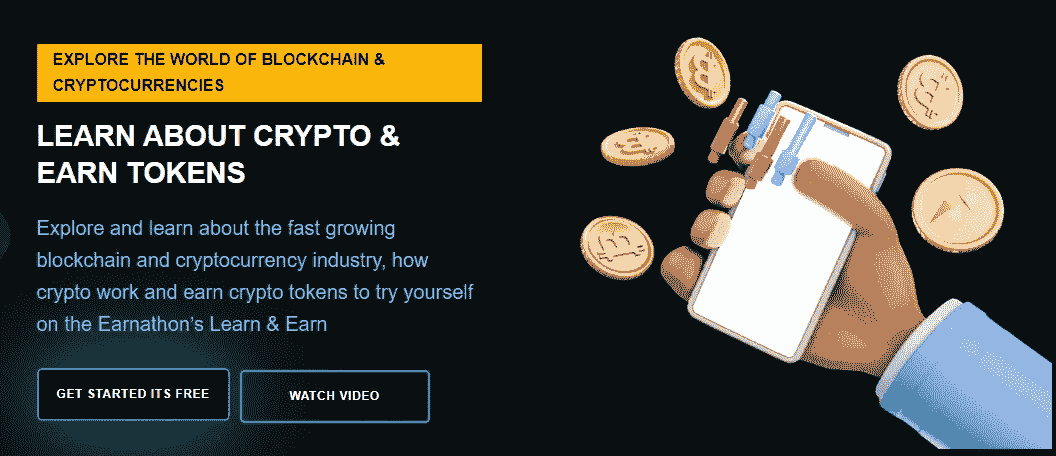 EXPLORE THE WORLD OF BLOCKCHAIN &
CRYPTOCURRENCIES
LEARN ABOUT CRYPTO &
EARN TOKENS
Explore and learn about the fast growing
blockchain and cryptocurrency industry, how
crypto work and earn crypto tokens to try yourself
on the Earnathon's Learn & Earn
GET STARTED ITS FREE
WATCH VIDEO